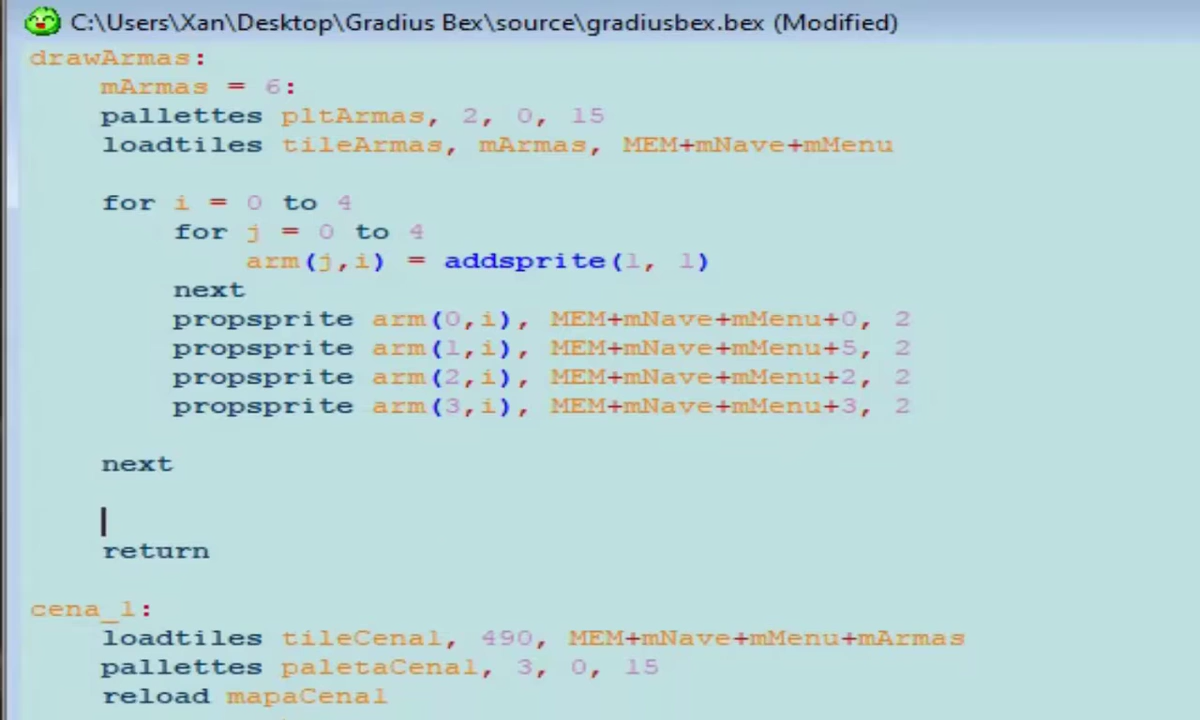 C:\Users\Xan\Desktop\Gradius Bex\source\gradiusbex.bex (Modified)
drawArmas:
mArmas = 6:
pallettes pltArmas, 2, 0, 15
loadtiles tileArmas, mArmas, MEM+mNave+mMenu
for i = 0 to 4
for j = 0 to 4
arm(j,i) = addsprite(1, 1)
next
propsprite arm(0,i), MEM+mNave+mMenu+0, 2
propsprite arm(1,i), MEM+mNave+mMenu+5, 2
propsprite arm(2,i), MEM+mNave+mMenu+2, 2
propsprite arm(3,i), MEM+mNave+mMenu+3, 2
next
return
cena_1:
loadtiles tileCena1, 490, MEM+mNave+mMenu+mArmas
pallettes paletaCena1, 3, 0, 15
reload mapaCena1